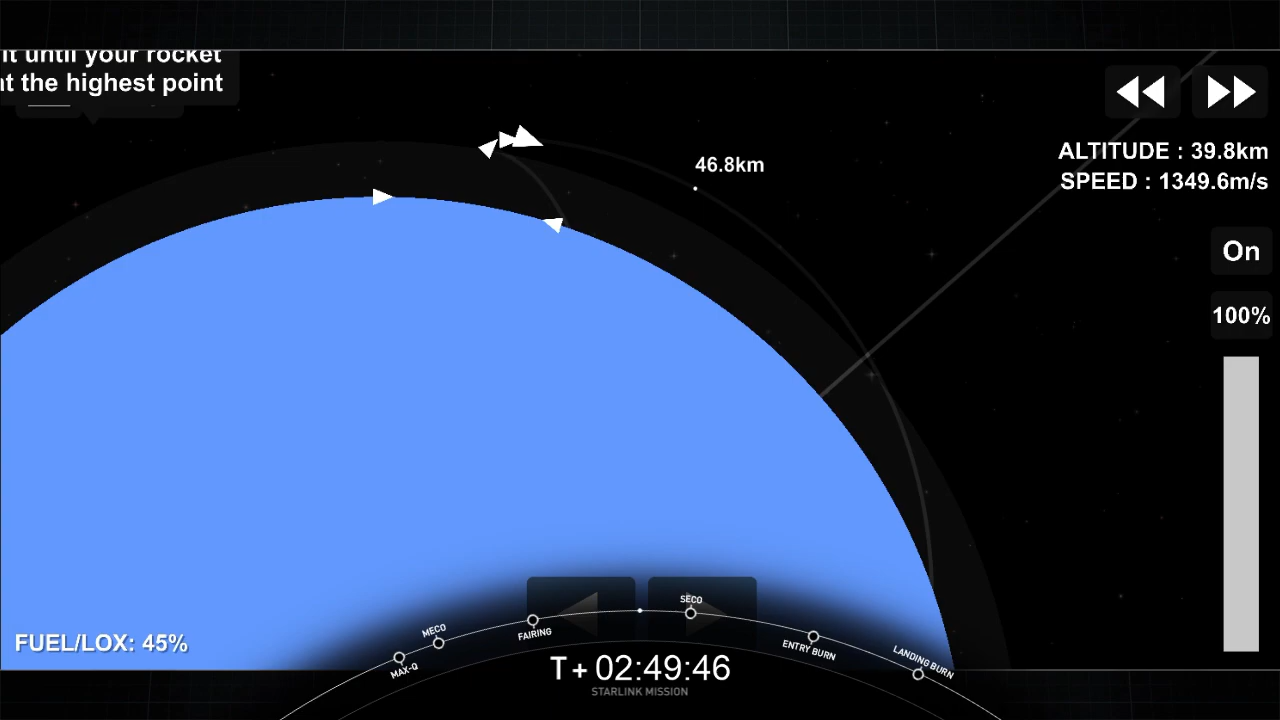 it until your rocket
at the highest point
46.8km
ALTITUDE : 39.8km
SPEED : 1349.6m/s
On
100%
FUEL/LOX: 45%
MAX-Q
MECO
FAIRING
SECO
ENTRY BURN
LANDING BURN
T+ 02:49:46
STARLINK MISSION